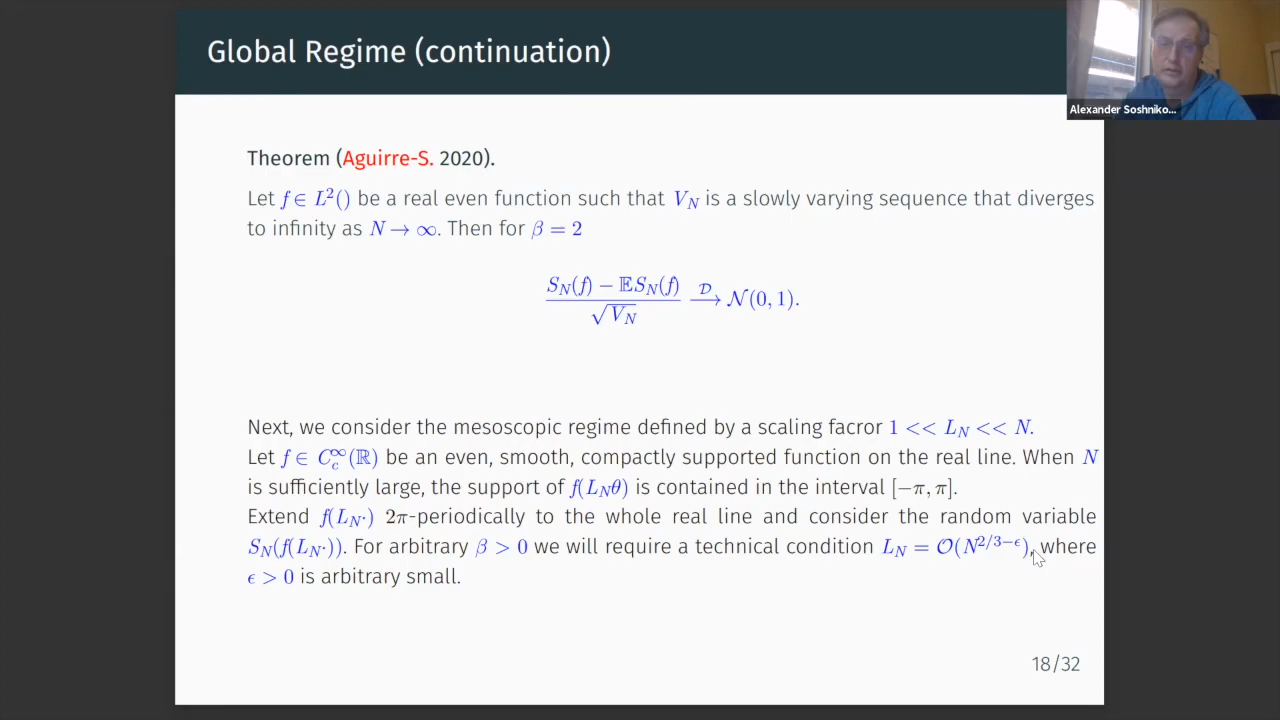 Global Regime (continuation)
Alexander Soshniko...
Theorem (Aguirre-S. 2020).
Let f ∈ L²() be a real even function such that V_N is a slowly varying sequence that diverges
to infinity as N → ∞. Then for β = 2
(S_N(f) − 𝔼S_N(f)) / √V_N →^𝒟 𝒩(0, 1).
Next, we consider the mesoscopic regime defined by a scaling facror 1 << L_N << N.
Let f ∈ C_c^∞(ℝ) be an even, smooth, compactly supported function on the real line. When N
is sufficiently large, the support of f(L_Nθ) is contained in the interval [−π, π].
Extend f(L_N·) 2π-periodically to the whole real line and consider the random variable
S_N(f(L_N·)). For arbitrary β > 0 we will require a technical condition L_N = 𝒪(N^{2/3−ϵ}), where
ϵ > 0 is arbitrary small.
18/32